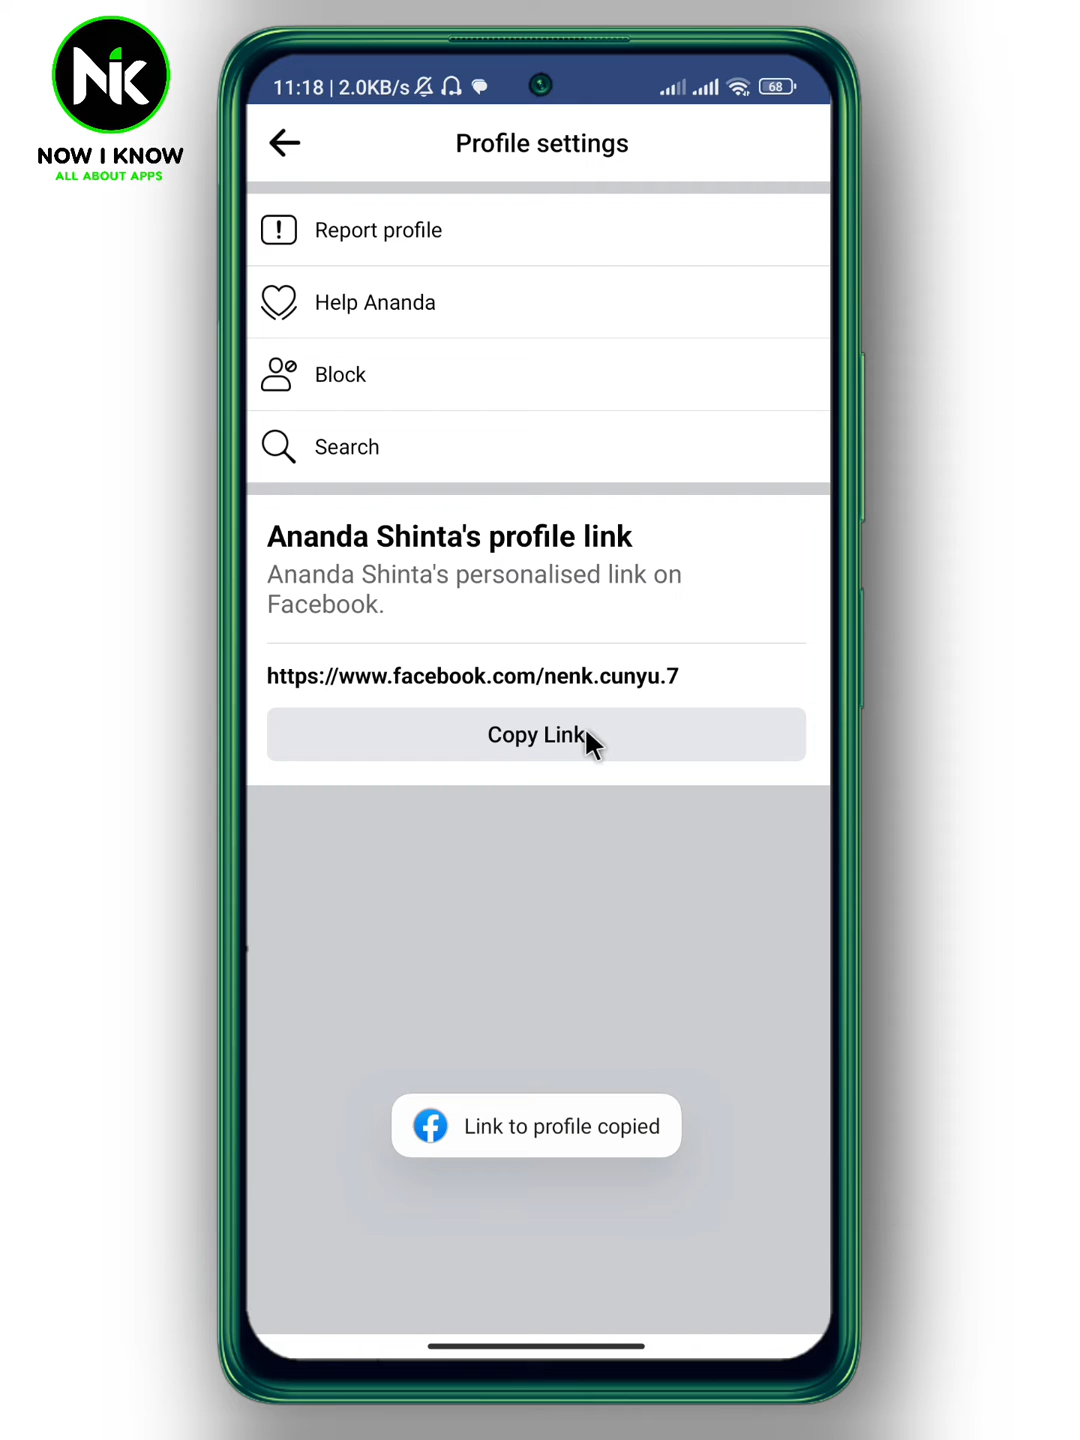 NiK
NOW I KNOW
ALL ABOUT APPS
11:18 | 2.0KB/s
68
Profile settings
Report profile
Help Ananda
Block
Search
Ananda Shinta's profile link
Ananda Shinta's personalised link on
Facebook.
https://www.facebook.com/nenk.cunyu.7
Copy Link
Link to profile copied